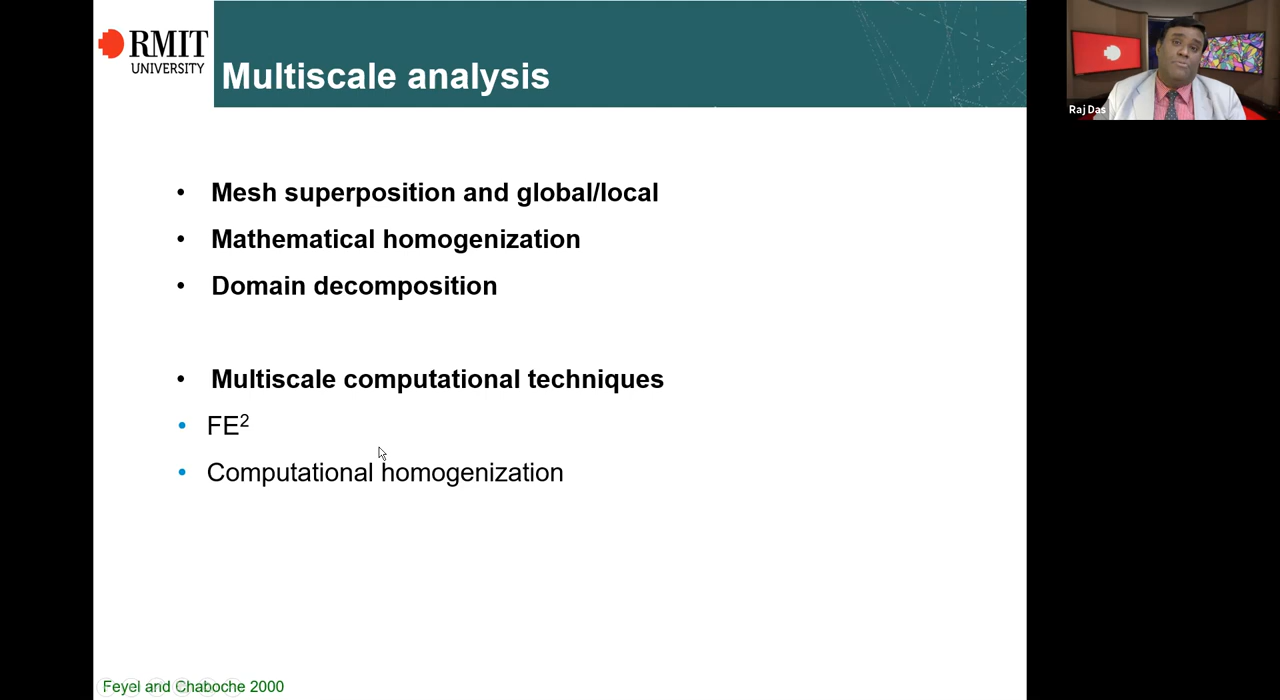 RMIT
UNIVERSITY
Multiscale analysis
Raj Das
• Mesh superposition and global/local
• Mathematical homogenization
• Domain decomposition
• Multiscale computational techniques
• FE²
• Computational homogenization
Feyel and Chaboche 2000